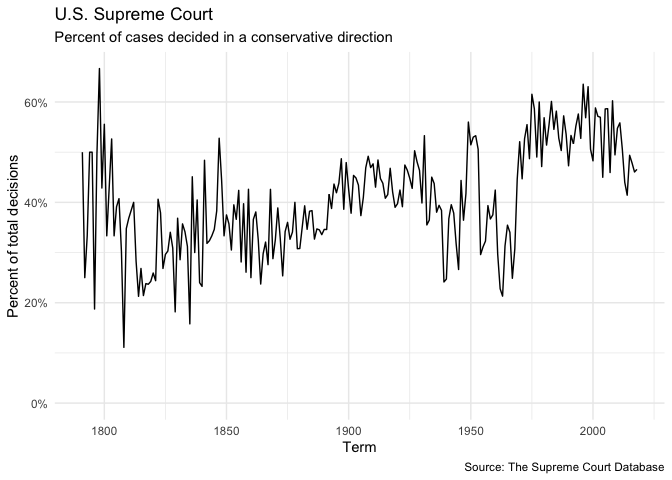 U.S. Supreme Court
Percent of cases decided in a conservative direction
Percent of total decisions
60%
40%
20%
0%
1800 1850 1900 1950 2000
Term
Source: The Supreme Court Database